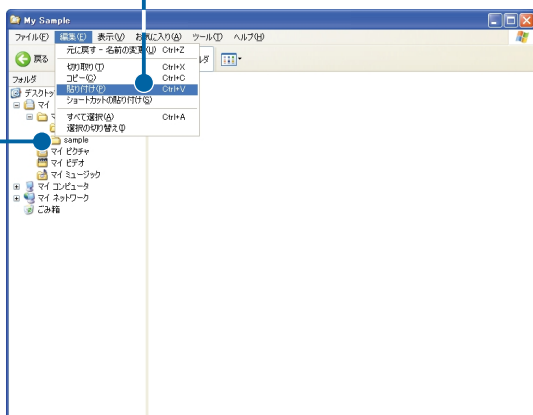 My Sample
ファイル(F) 編集(E) 表示(V) お気に入り(A) ツール(T) ヘルプ(H)
戻る
元に戻す - 名前の変更(U) Ctrl+Z
切り取り(T) Ctrl+X
コピー(C) Ctrl+C
貼り付け(P) Ctrl+V
ショートカットの貼り付け(S)
すべて選択(A) Ctrl+A
選択の切り替え(I)
フォルダ
デスクトップ
マイ
sample
マイ ピクチャ
マイ ビデオ
マイ ミュージック
マイ コンピュータ
マイ ネットワーク
ごみ箱